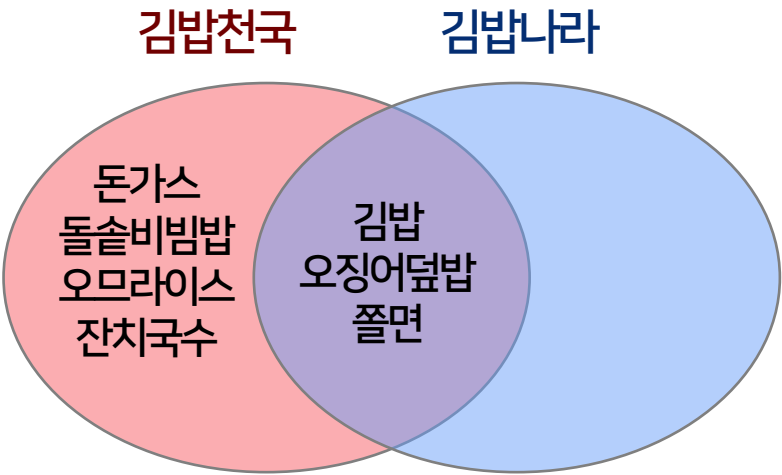 김밥천국
김밥나라
돈가스
돌솥비빔밥
오므라이스
잔치국수
김밥
오징어덮밥
쫄면